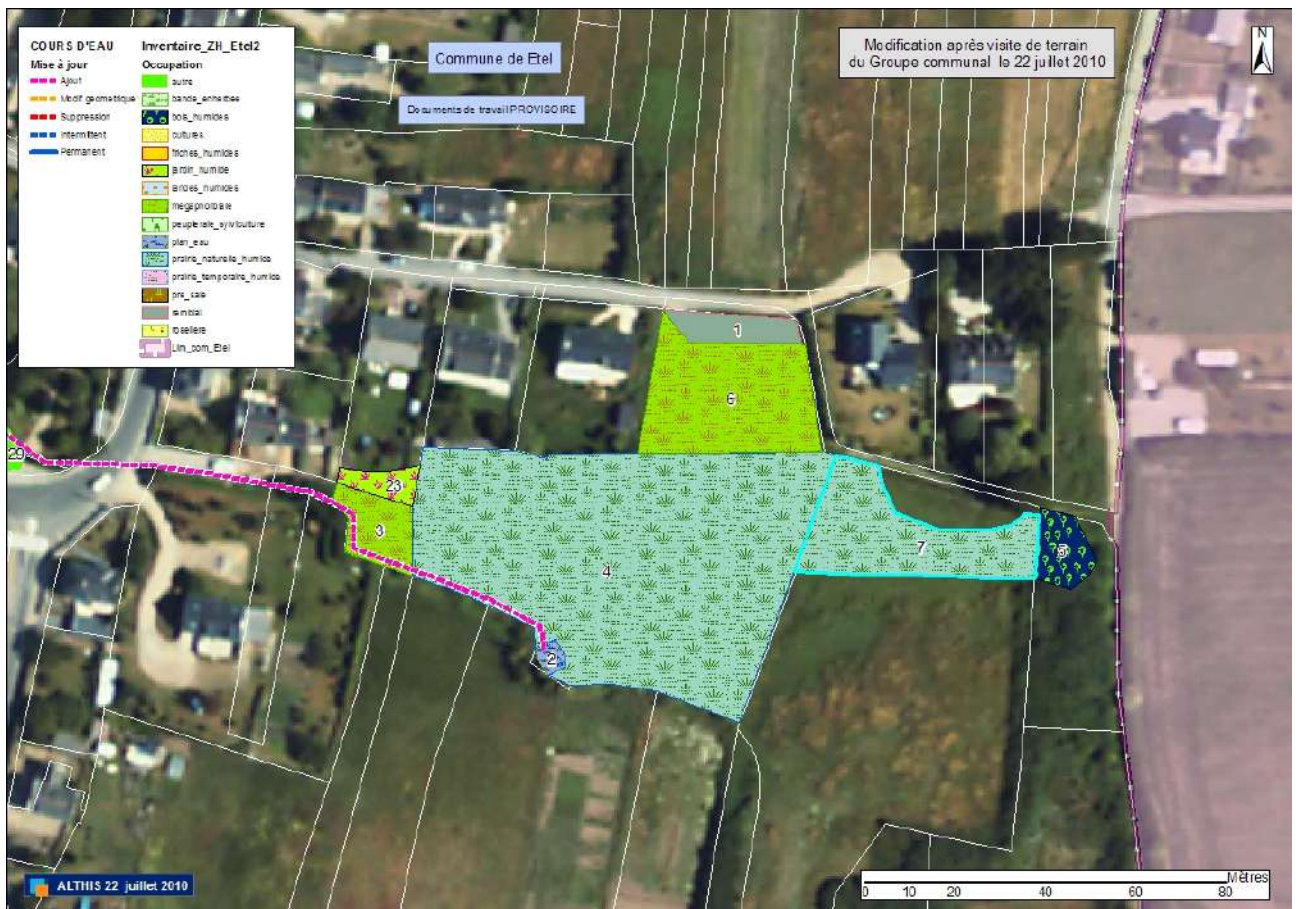 COURS D'EAU
Mise à jour
Ajout
Modif geometrique
Suppression
Intermittent
Permanent
Inventaire_ZH_Etel2
Occupation
autre
bande_enherbee
bois_humides
cultures
friches_humides
jardin_humide
landes_humides
megaphorbiaie
peupleraie_sylviculture
plan_eau
prairie_naturelle_humide
prairie_temporaire_humide
pre_sale
remblai
roseliere
Lim_com_Etel
Commune de Etel
Documents de travail PROVISOIRE
Modification après visite de terrain
du Groupe communal le 22 juillet 2010
N
1
6
29
23
3
4
7
2
ALTHIS 22 juillet 2010
Mètres
0 10 20 40 60 80